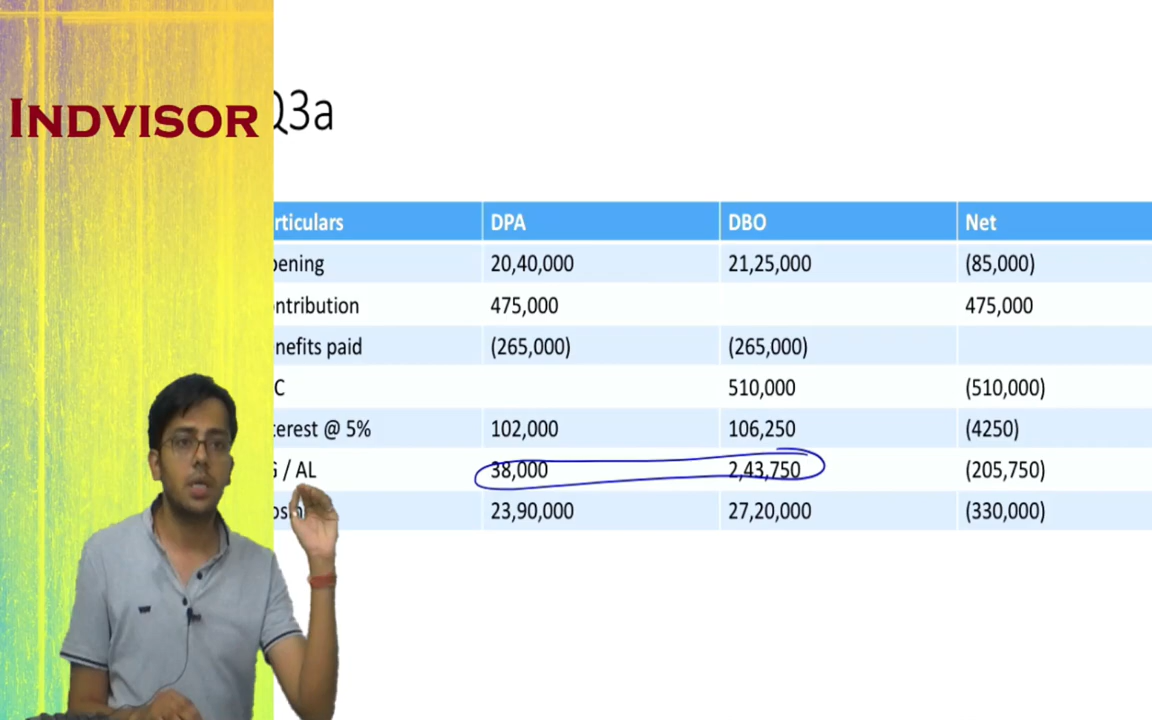 INDVISOR
Q3a
rticulars DPA DBO Net
pening 20,40,000 21,25,000 (85,000)
ontribution 475,000 475,000
nefits paid (265,000) (265,000)
C 510,000 (510,000)
terest @ 5% 102,000 106,250 (4250)
/ AL 38,000 2,43,750 (205,750)
23,90,000 27,20,000 (330,000)